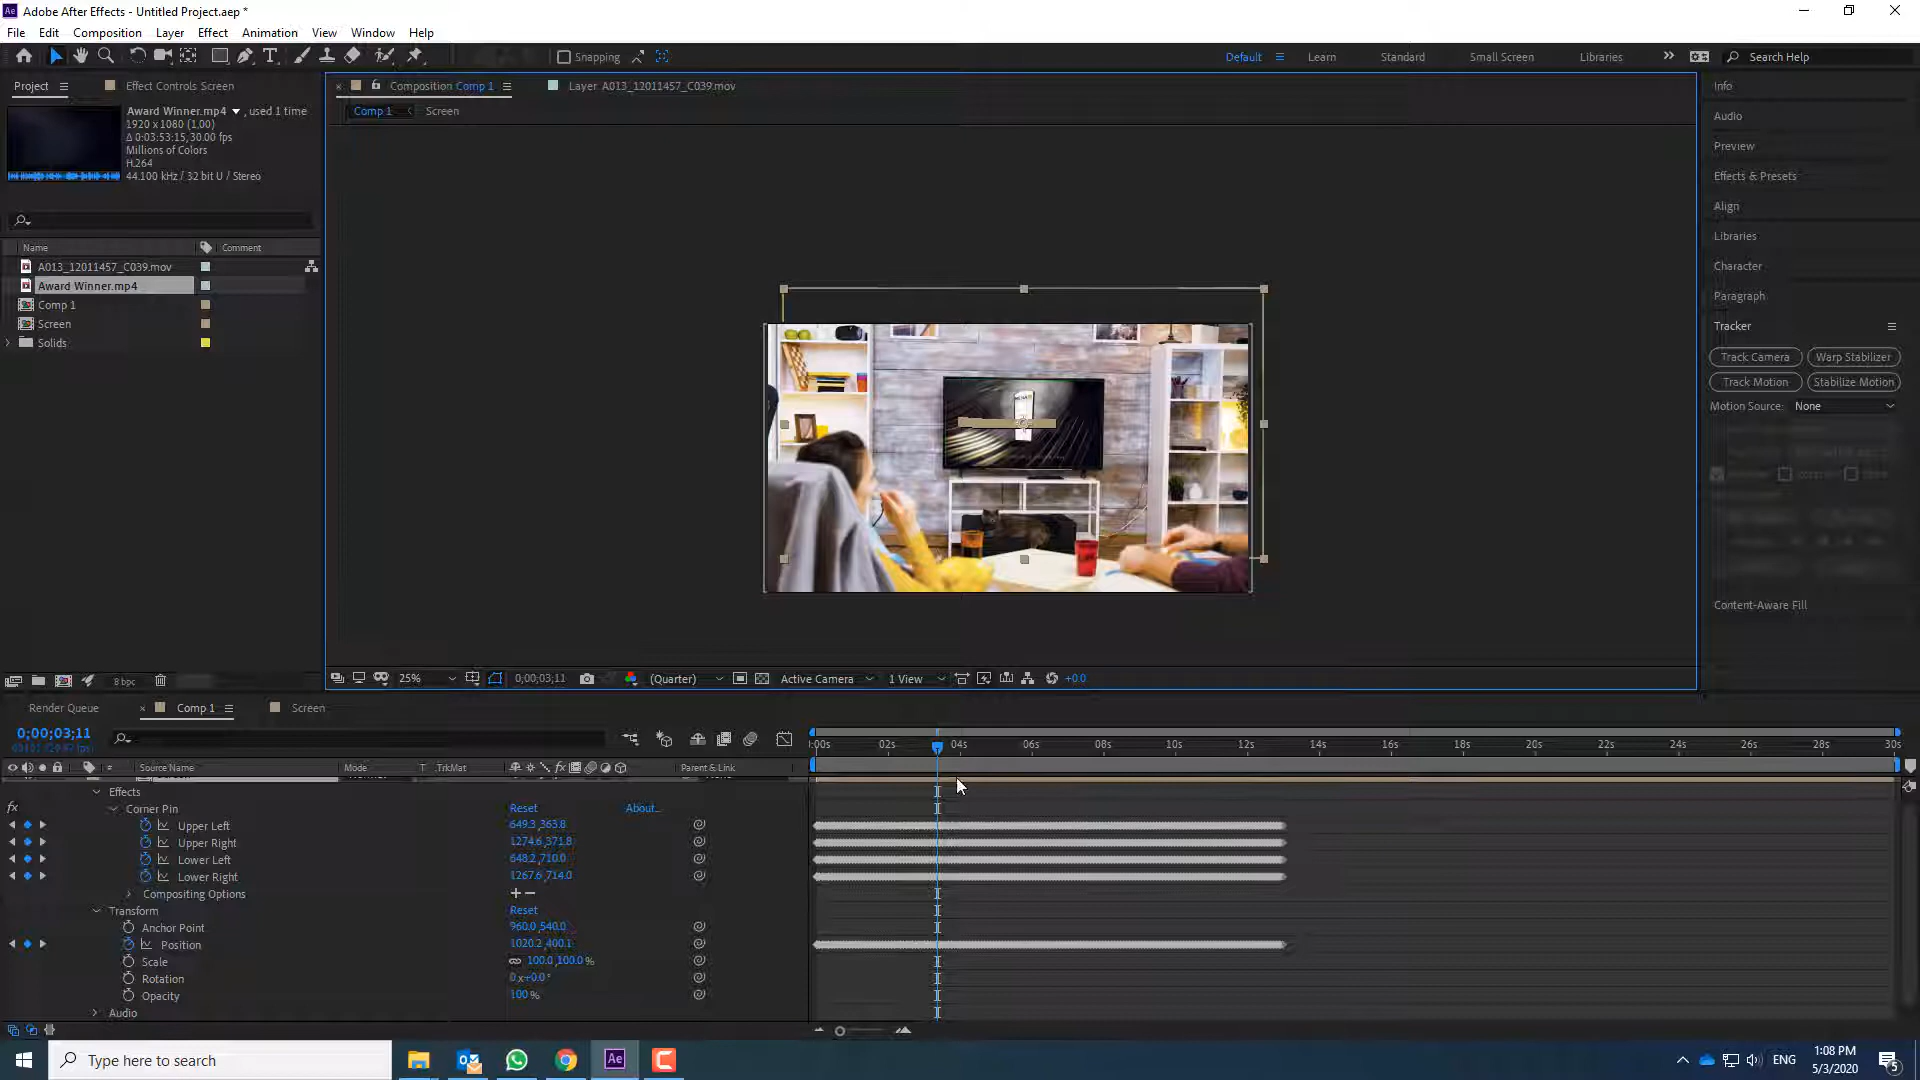 Adobe After Effects - Untitled Project.aep *
File Edit Composition Layer Effect Animation View Window Help
Snapping Default Learn Standard Small Screen Libraries Search Help
Project Effect Controls Screen
Composition Comp 1 Layer A013_12011457_C039.mov
Comp 1 Screen
Award Winner.mp4 , used 1 time
1920 x 1080 (1.00)
Δ 0:03:53:15, 30.00 fps
Millions of Colors
H.264
44.100 kHz / 32 bit U / Stereo
Name Comment
A013_12011457_C039.mov
Award Winner.mp4
Comp 1
Screen
Solids
8 bpc
Info
Audio
Preview
Effects & Presets
Align
Libraries
Character
Paragraph
Tracker
Track Camera Warp Stabilizer
Track Motion Stabilize Motion
Motion Source: None
Content-Aware Fill
25% 0;00;03;11 (Quarter) Active Camera 1 View +0.0
Render Queue Comp 1 Screen
0;00;03;11
:00s 02s 04s 06s 08s 10s 12s 14s 16s 18s 20s 22s 24s 26s 28s 30s
# Source Name Mode T .TrkMat Parent & Link
Effects
fx Corner Pin Reset About...
Upper Left 649.3,363.8
Upper Right 1274.6,371.8
Lower Left 648.2,710.0
Lower Right 1267.6,714.0
Compositing Options + −
Transform Reset
Anchor Point 960.0,540.0
Position 1020.2,400.1
Scale 100.0,100.0%
Rotation 0x+0.0°
Opacity 100%
Audio
Type here to search
Ae
ENG
1:08 PM
5/3/2020
5